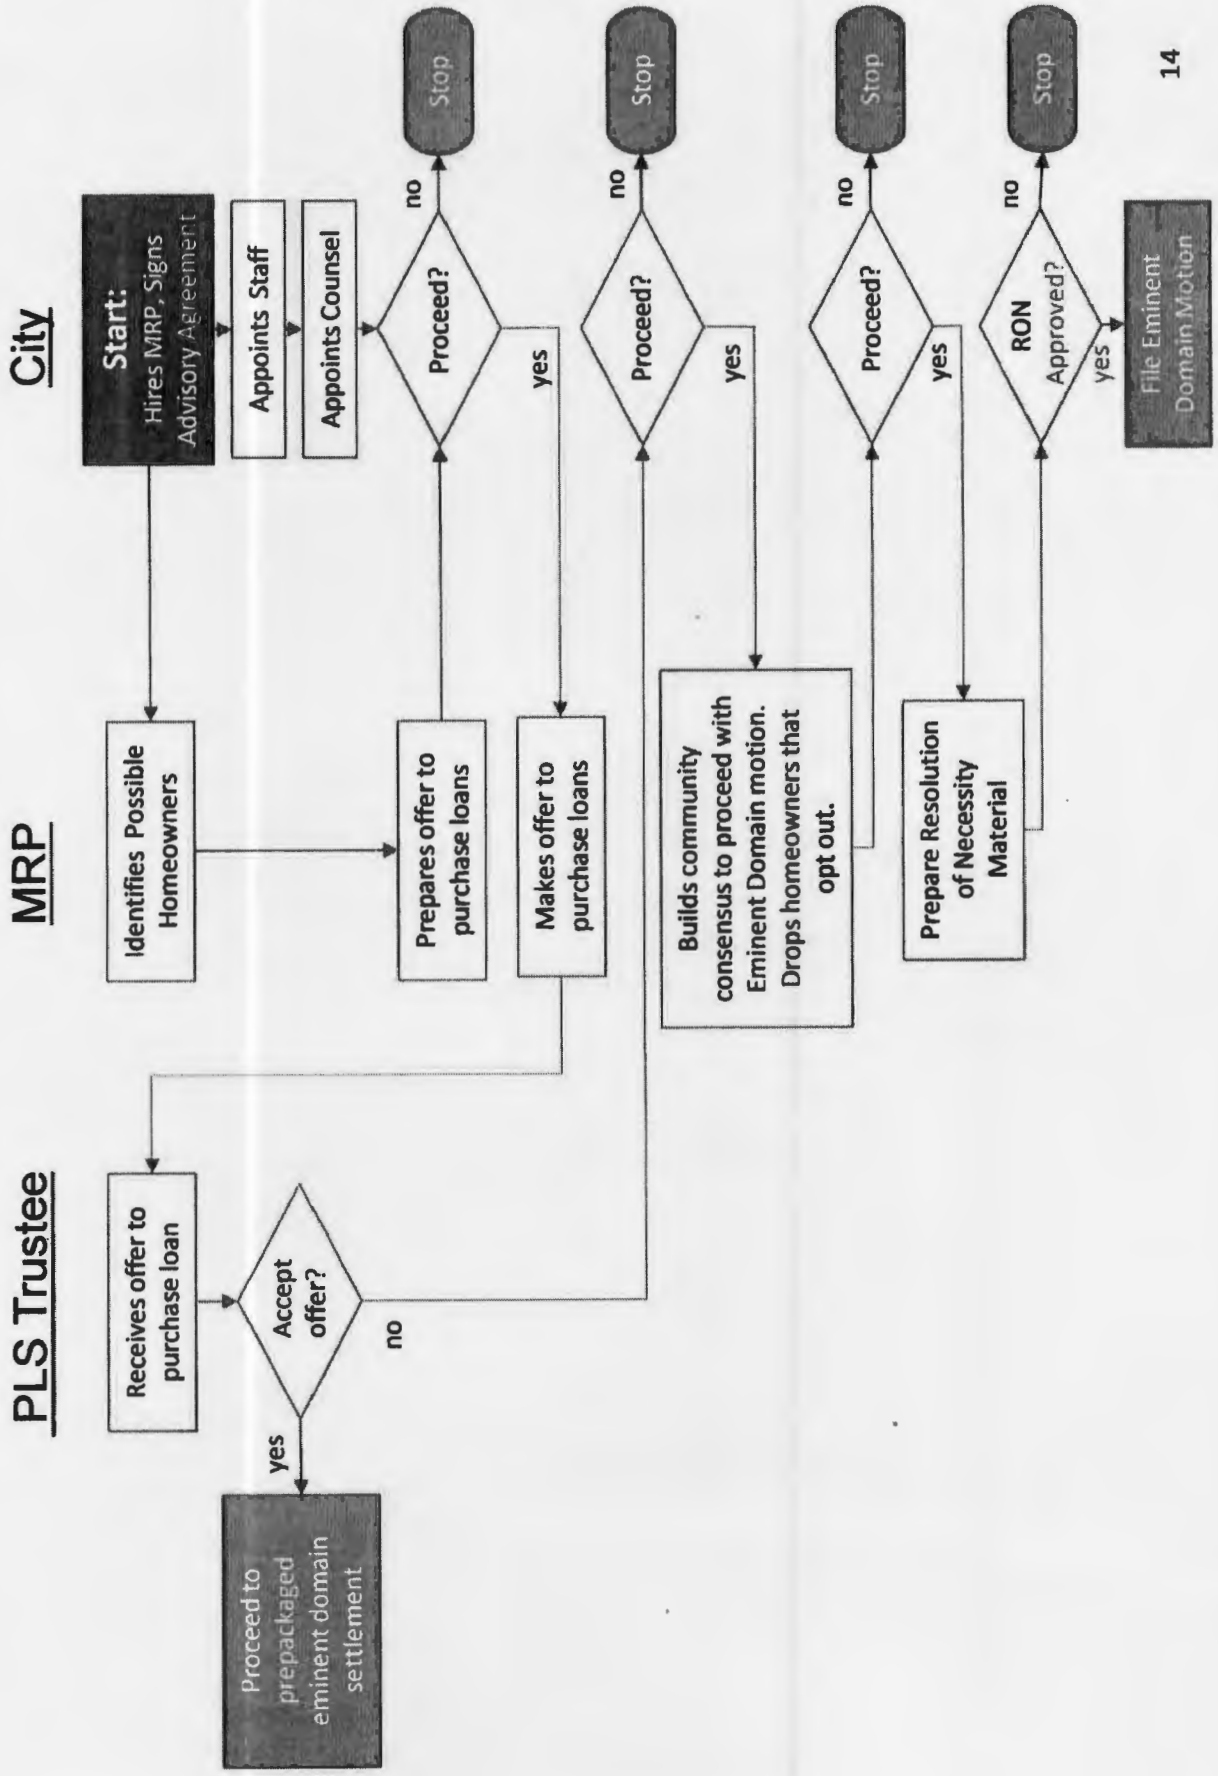 PLS Trustee
MRP
City
Start:
Hires MRP, Signs
Advisory Agreement
Identifies Possible
Homeowners
Receives offer to
purchase loan
Appoints Staff
Appoints Counsel
Proceed to
prepackaged
eminent domain
settlement
yes
Accept
offer?
no
Prepares offer to
purchase loans
Proceed?
no
Stop
yes
Makes offer to
purchase loans
Proceed?
no
Stop
yes
Builds community
consensus to proceed with
Eminent Domain motion.
Drops homeowners that
opt out.
Proceed?
no
Stop
yes
Prepare Resolution
of Necessity
Material
RON
Approved?
no
Stop
yes
File Eminent
Domain Motion
14